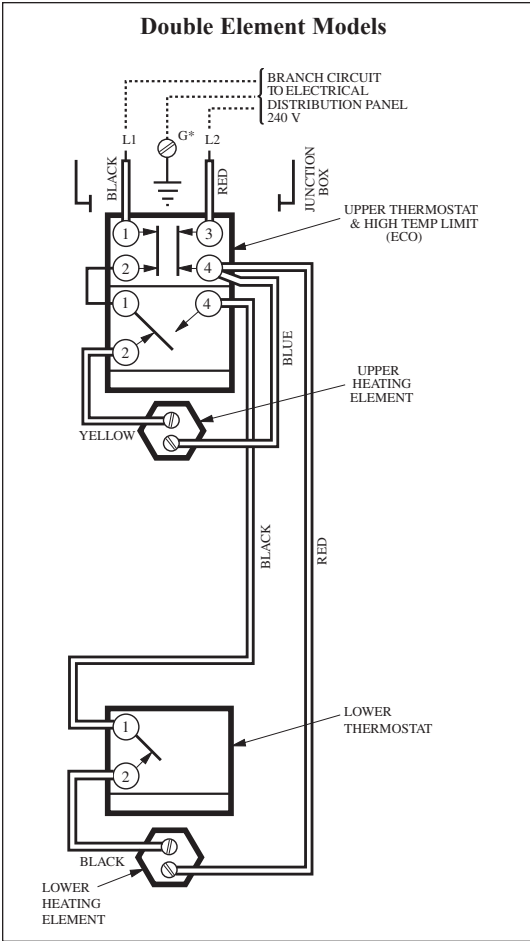 Double Element Models
BRANCH CIRCUIT
TO ELECTRICAL
DISTRIBUTION PANEL
240 V
L1
G*
L2
BLACK
RED
JUNCTION
BOX
UPPER THERMOSTAT
& HIGH TEMP LIMIT
(ECO)
1
3
2
4
1
4
2
BLUE
UPPER
HEATING
ELEMENT
YELLOW
BLACK
RED
LOWER
THERMOSTAT
1
2
BLACK
LOWER
HEATING
ELEMENT